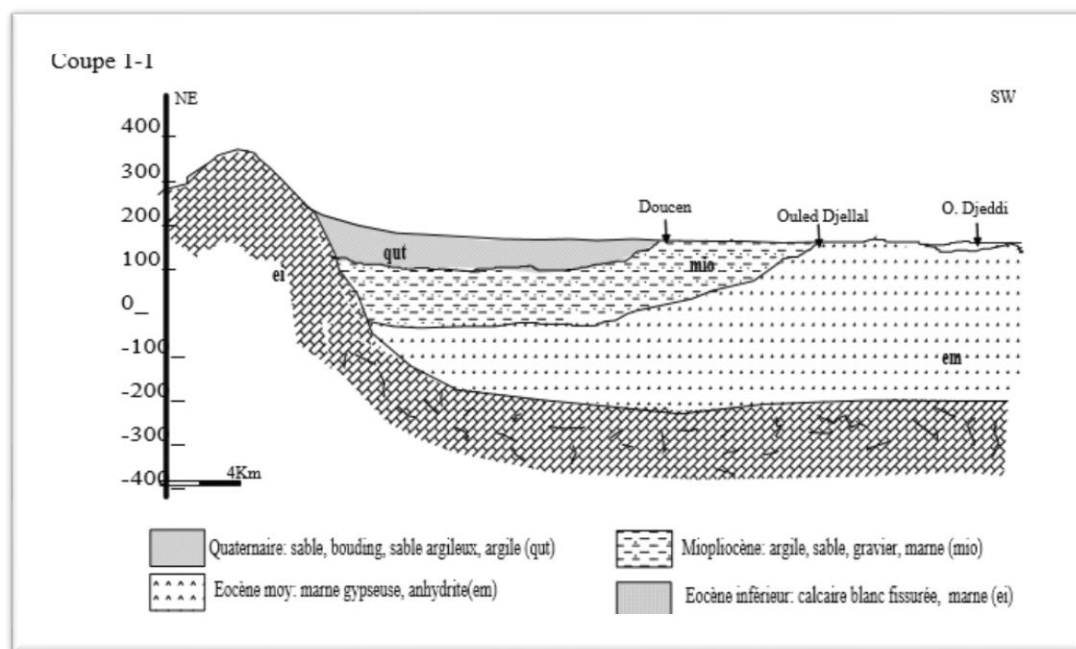 Coupe 1-1
NE
SW
400
300
200
100
0
-100
-200
-300
-400
4Km
Doucen
Ouled Djellal
O. Djeddi
qut
mio
ei
em
Quaternaire: sable, bouding, sable argileux, argile (qut)
Miopliocène: argile, sable, gravier, marne (mio)
Eocène moy: marne gypseuse, anhydrite(em)
Eocène infèrieur: calcaire blanc fissurée, marne (ei)